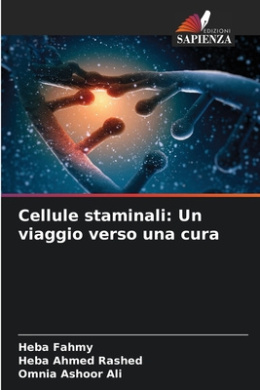 EDIZIONI
SAPIENZA
Cellule staminali: Un
viaggio verso una cura
Heba Fahmy
Heba Ahmed Rashed
Omnia Ashoor Ali